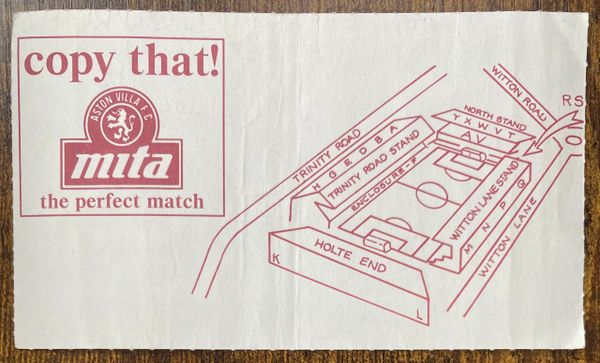 copy that!
ASTON VILLA F.C
mita
the perfect match
TRINITY ROAD
H G E D B A
TRINITY ROAD STAND
ENCLOSURE-F
WITTON ROAD
RS
NORTH STAND
Y X W V T
AV
WITTON LANE STAND
M N P Q
WITTON LANE
HOLTE END
K
L